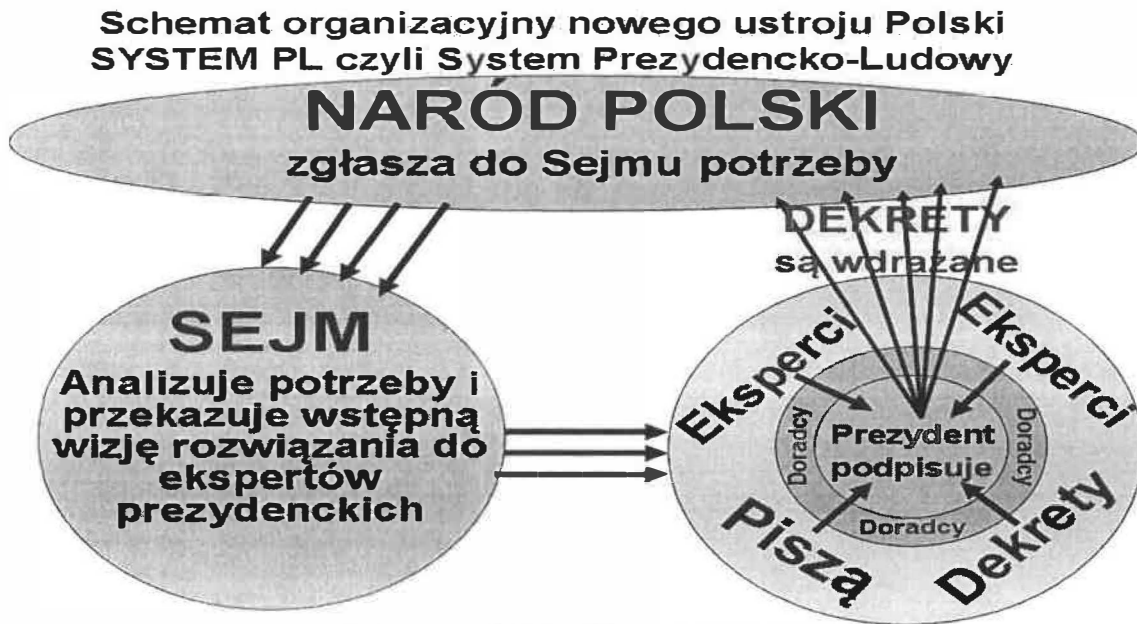 Schemat organizacyjny nowego ustroju Polski
SYSTEM PL czyli System Prezydencko-Ludowy
NARÓD POLSKI
zgłasza do Sejmu potrzeby
DEKRETY
są wdrażane
SEJM
Analizuje potrzeby i
przekazuje wstępną
wizję rozwiązania do
ekspertów
prezydenckich
Eksperci
Eksperci
Doradcy
Doradcy
Prezydent
podpisuje
Doradcy
Piszą
Dekrety